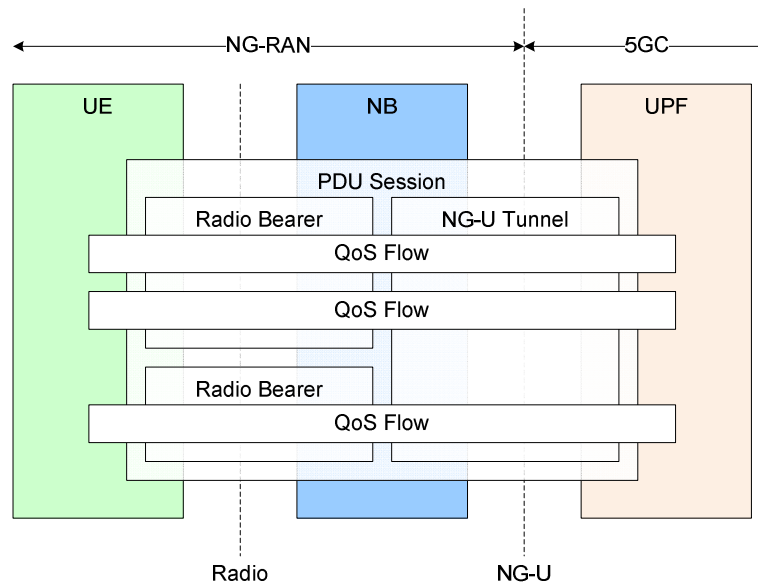 NG-RAN
5GC
UE
NB
UPF
PDU Session
Radio Bearer
NG-U Tunnel
QoS Flow
QoS Flow
Radio Bearer
QoS Flow
Radio
NG-U